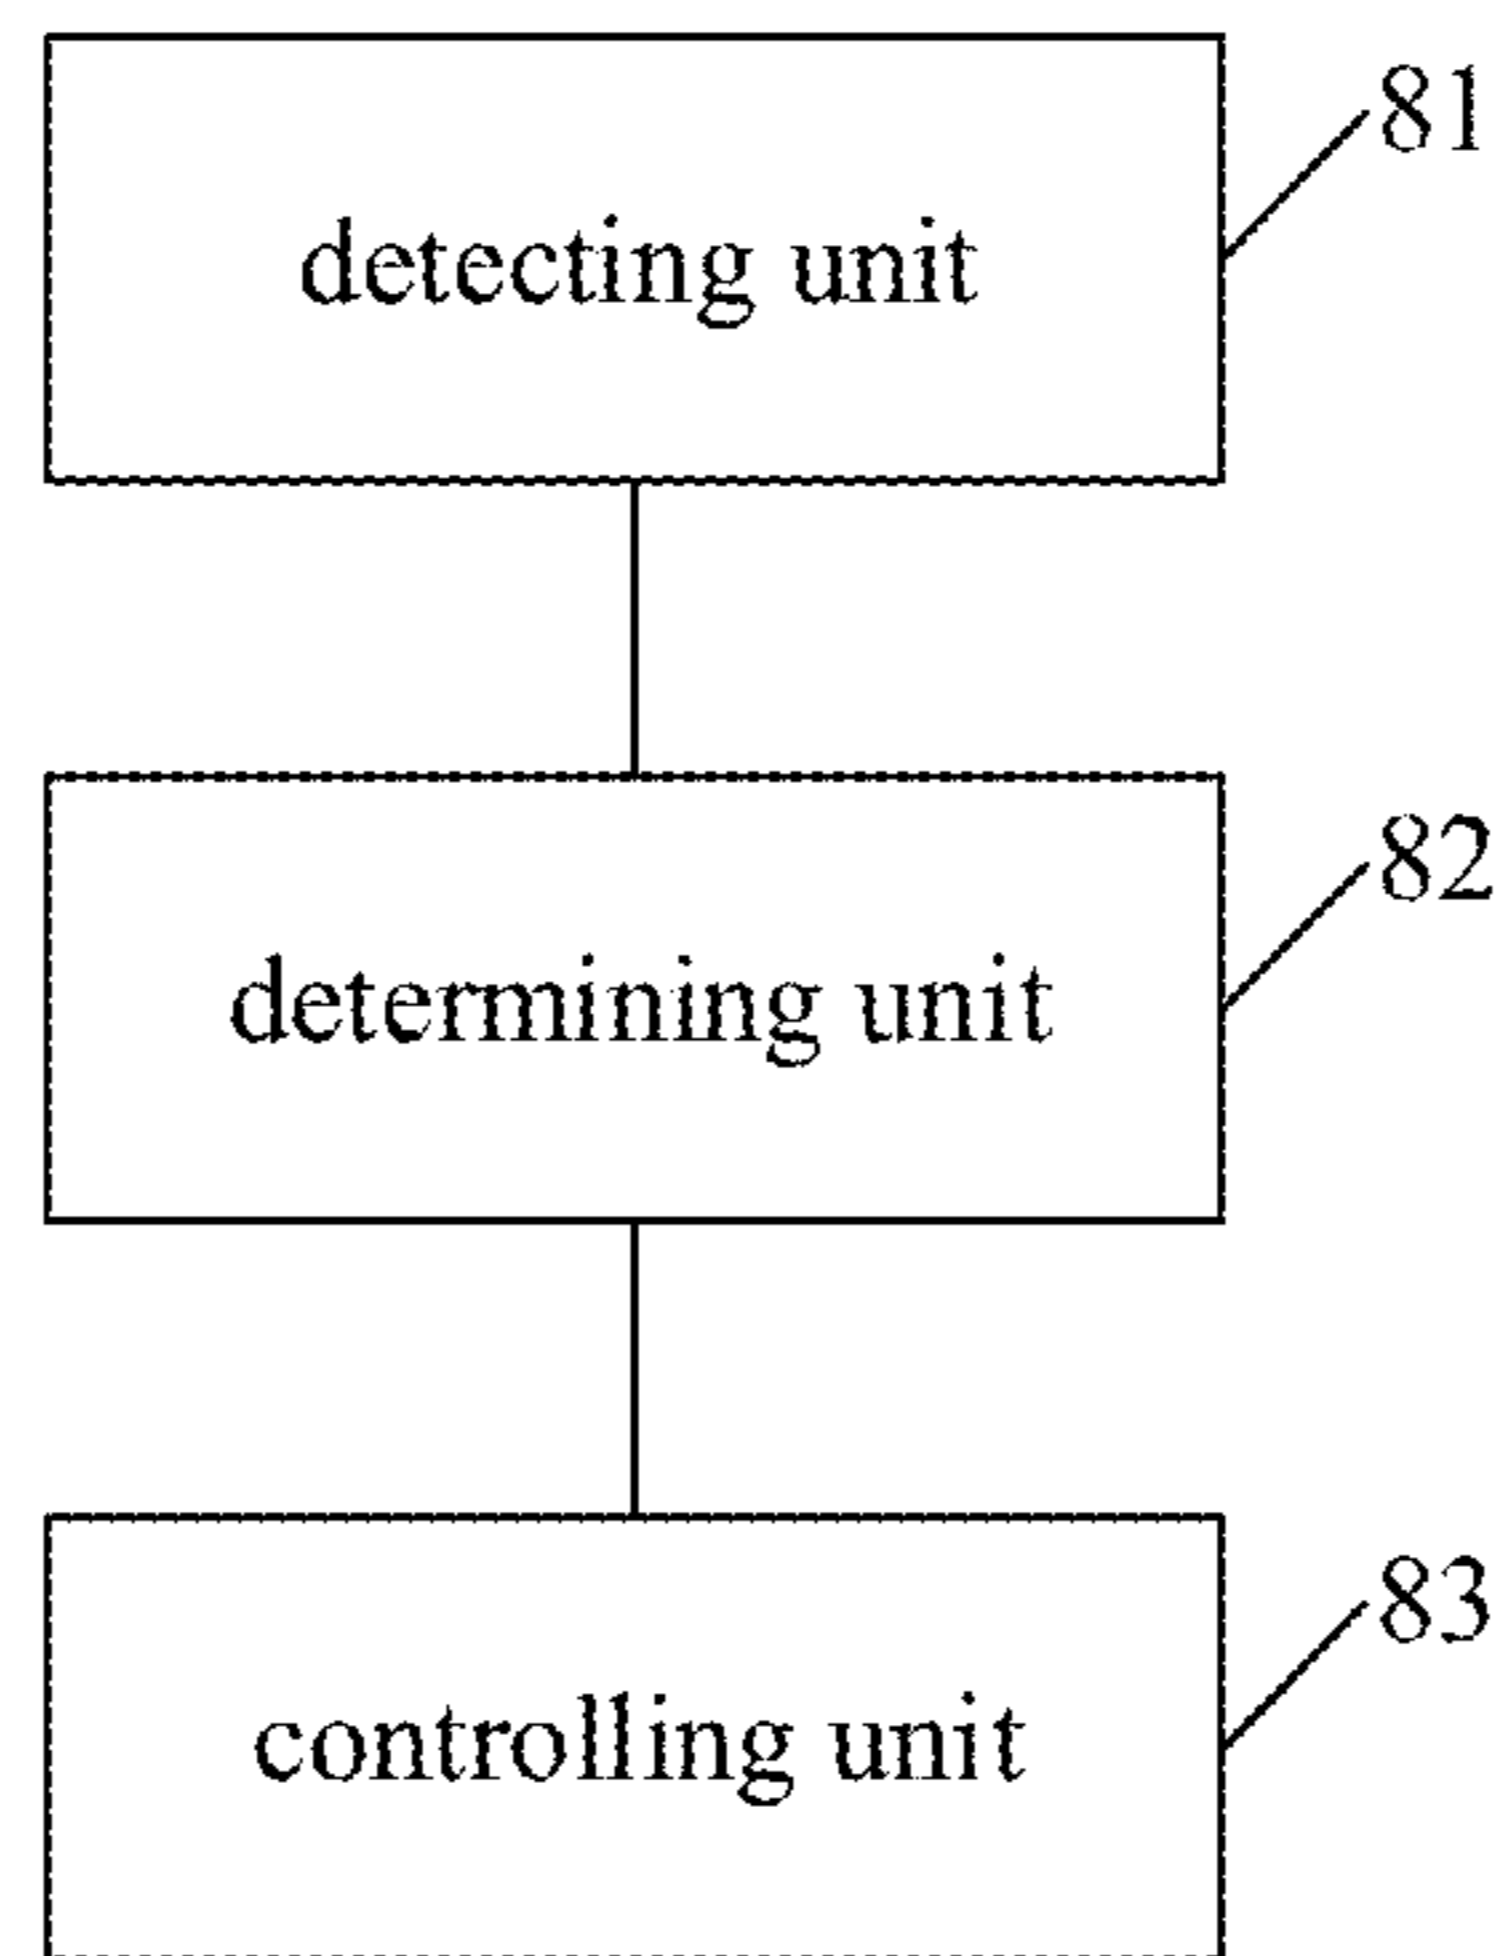 81
detecting unit
82
determining unit
83
controlling unit